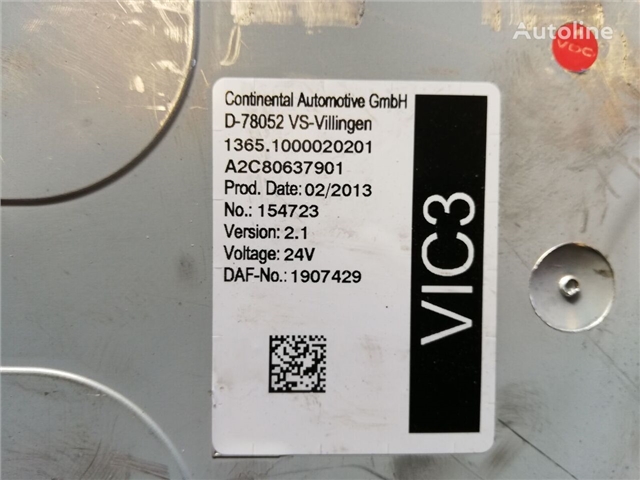 Autoline
VDC
Continental Automotive GmbH
D-78052 VS-Villingen
1365.1000020201
A2C80637901
Prod. Date: 02/2013
No.: 154723
Version: 2.1
Voltage: 24V
DAF-No.: 1907429
VIC3